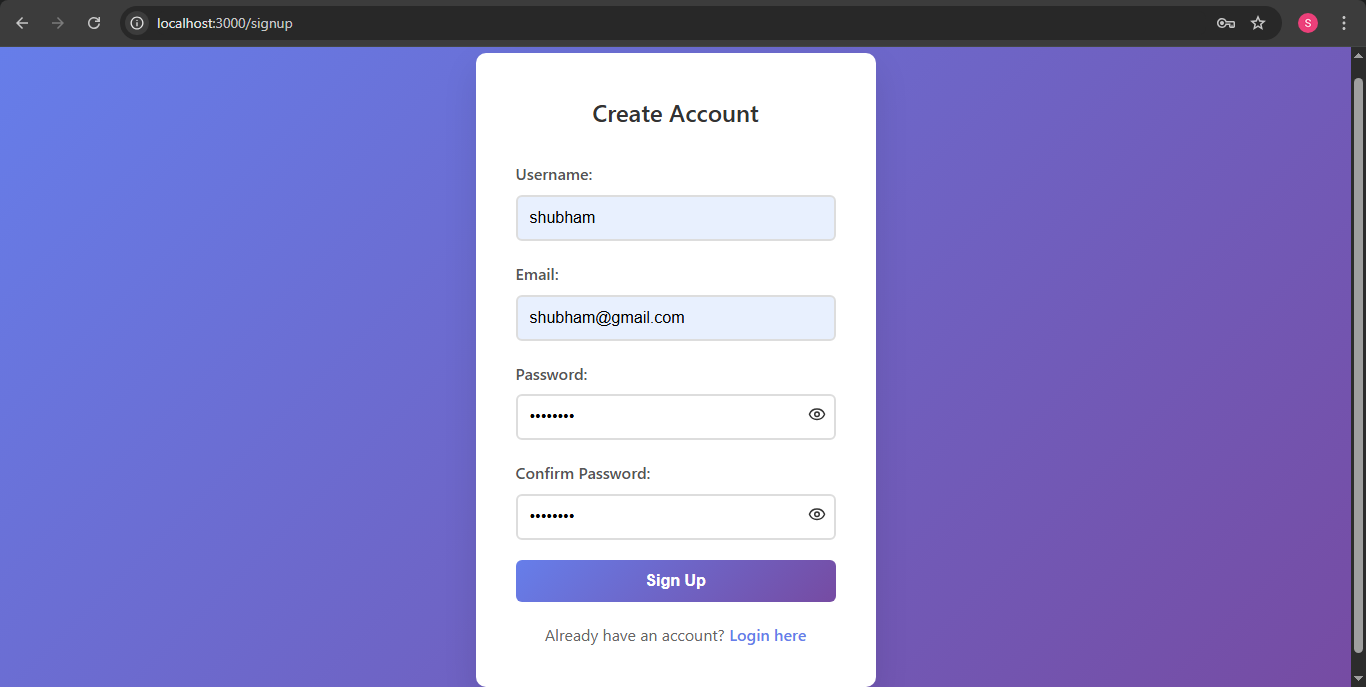 localhost:3000/signup
S
Create Account
Username:
shubham
Email:
shubham@gmail.com
Password:
••••••••
Confirm Password:
••••••••
Sign Up
Already have an account? Login here